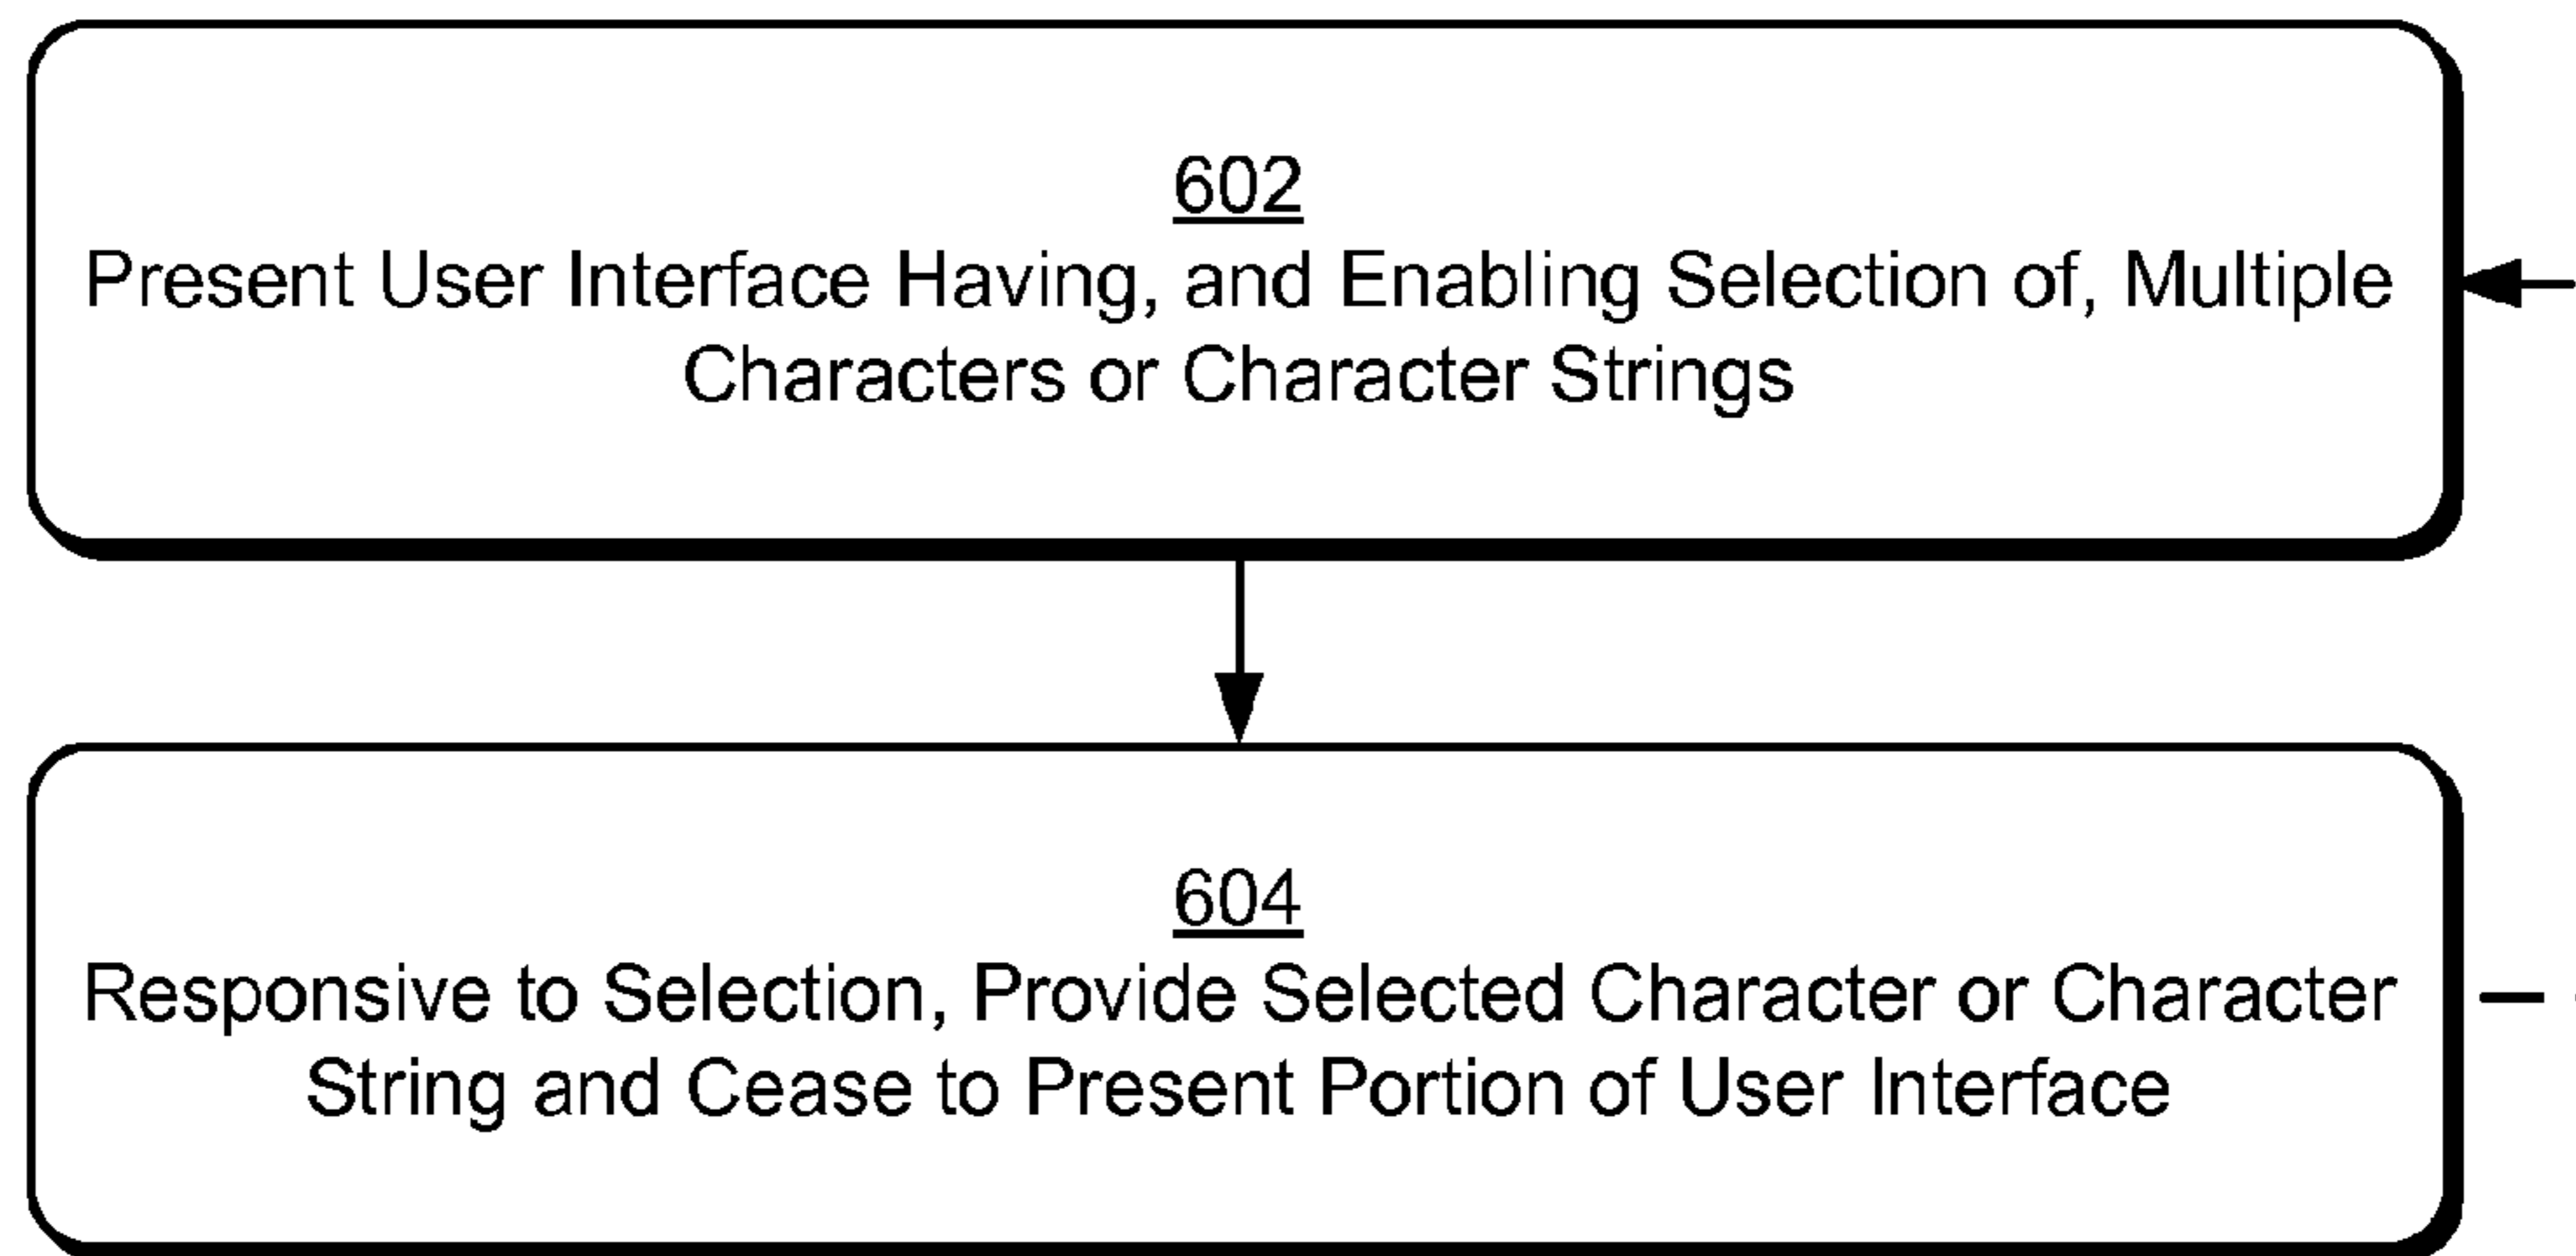 602
Present User Interface Having, and Enabling Selection of, Multiple
Characters or Character Strings
604
Responsive to Selection, Provide Selected Character or Character
String and Cease to Present Portion of User Interface